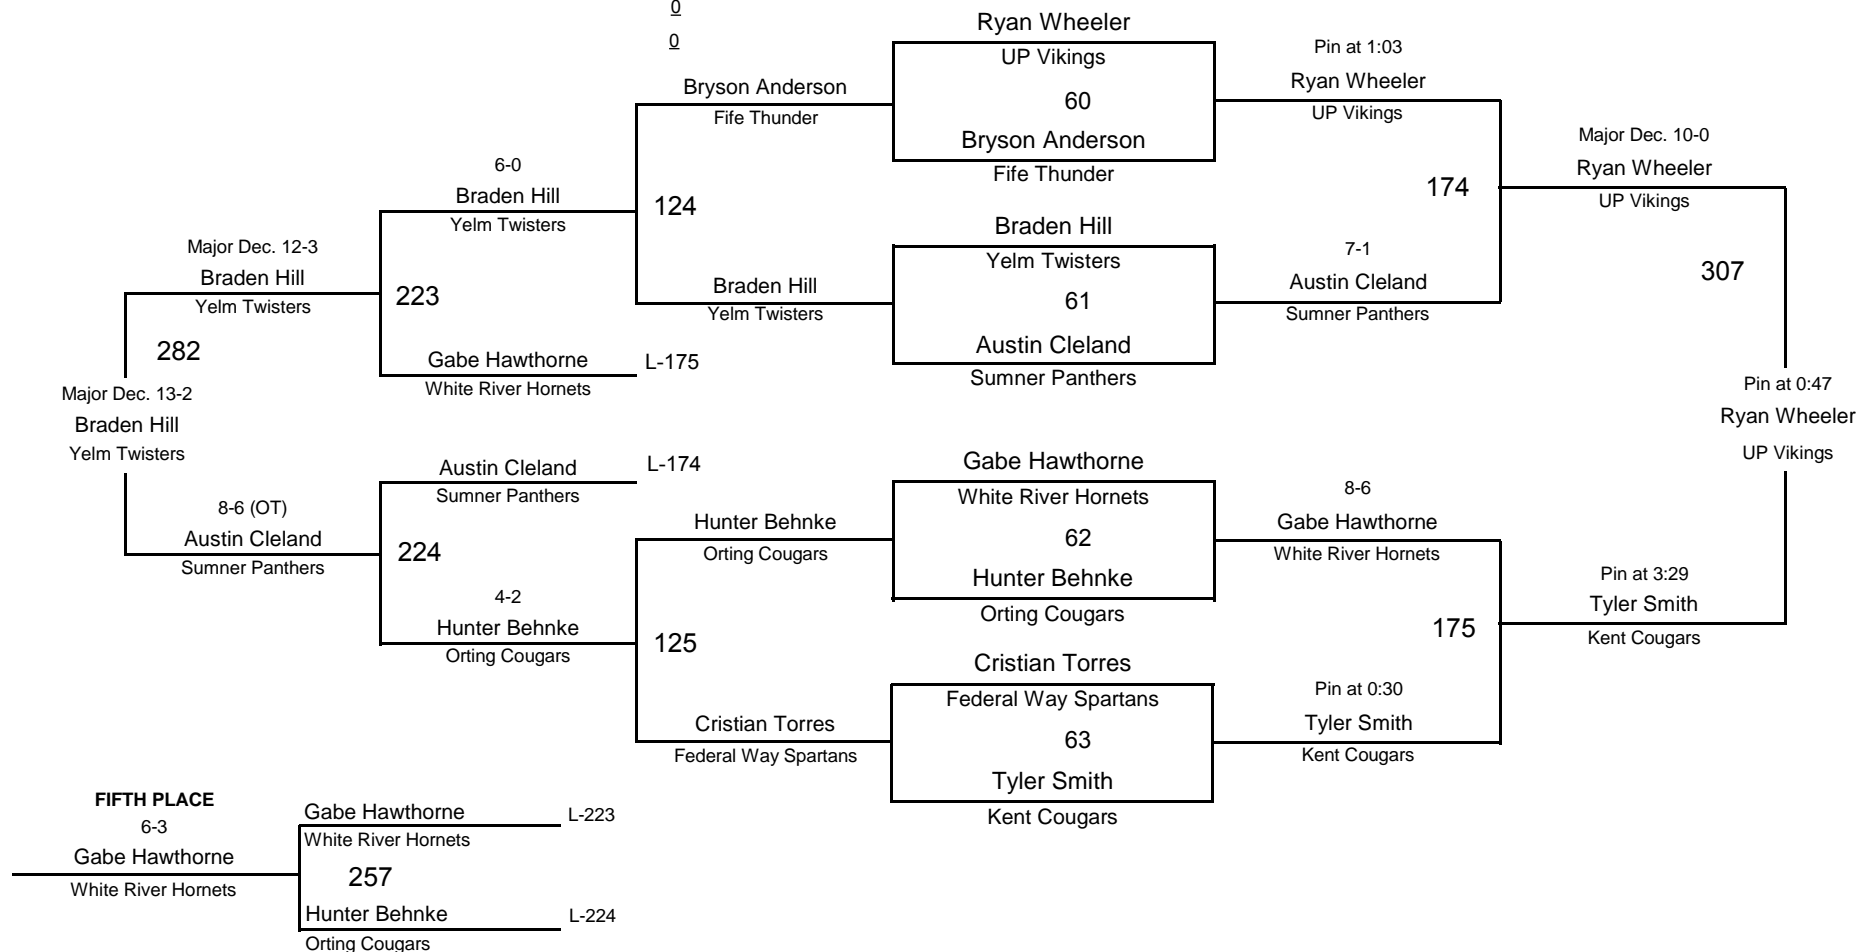 0
0
Ryan Wheeler
UP Vikings
60
Bryson Anderson
Fife Thunder
Bryson Anderson
Fife Thunder
Pin at 1:03
Ryan Wheeler
UP Vikings
Major Dec. 10-0
Ryan Wheeler
UP Vikings
174
6-0
Braden Hill
Yelm Twisters
124
Braden Hill
Yelm Twisters
61
Austin Cleland
Sumner Panthers
7-1
Austin Cleland
Sumner Panthers
307
Major Dec. 12-3
Braden Hill
Yelm Twisters
223
Braden Hill
Yelm Twisters
282
Gabe Hawthorne
White River Hornets
L-175
Major Dec. 13-2
Braden Hill
Yelm Twisters
Pin at 0:47
Ryan Wheeler
UP Vikings
Austin Cleland
Sumner Panthers
L-174
Gabe Hawthorne
White River Hornets
62
Hunter Behnke
Orting Cougars
8-6
Gabe Hawthorne
White River Hornets
8-6 (OT)
Austin Cleland
Sumner Panthers
224
Hunter Behnke
Orting Cougars
4-2
Hunter Behnke
Orting Cougars
125
175
Pin at 3:29
Tyler Smith
Kent Cougars
Cristian Torres
Federal Way Spartans
63
Tyler Smith
Kent Cougars
Pin at 0:30
Tyler Smith
Kent Cougars
Cristian Torres
Federal Way Spartans
FIFTH PLACE
6-3
Gabe Hawthorne
White River Hornets
Gabe Hawthorne
White River Hornets
L-223
257
Hunter Behnke
Orting Cougars
L-224